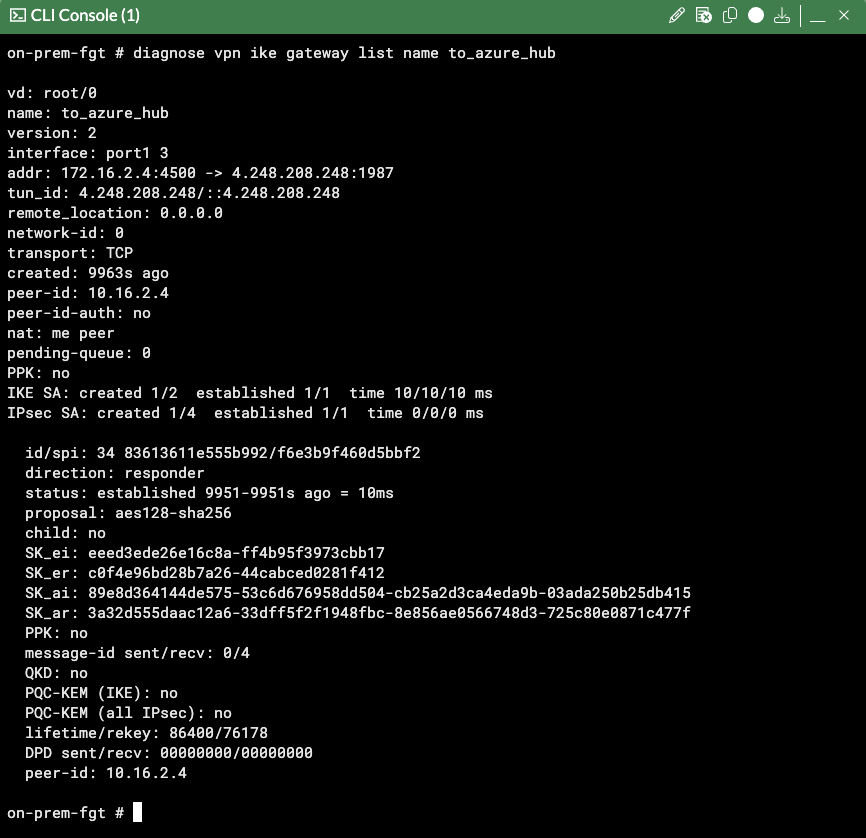 CLI Console (1)
on-prem-fgt # diagnose vpn ike gateway list name to_azure_hub
vd: root/0
name: to_azure_hub
version: 2
interface: port1 3
addr: 172.16.2.4:4500 -> 4.248.208.248:1987
tun_id: 4.248.208.248/::4.248.208.248
remote_location: 0.0.0.0
network-id: 0
transport: TCP
created: 9963s ago
peer-id: 10.16.2.4
peer-id-auth: no
nat: me peer
pending-queue: 0
PPK: no
IKE SA: created 1/2  established 1/1  time 10/10/10 ms
IPsec SA: created 1/4  established 1/1  time 0/0/0 ms
id/spi: 34 83613611e555b992/f6e3b9f460d5bbf2
direction: responder
status: established 9951-9951s ago = 10ms
proposal: aes128-sha256
child: no
SK_ei: eeed3ede26e16c8a-ff4b95f3973cbb17
SK_er: c0f4e96bd28b7a26-44cabced0281f412
SK_ai: 89e8d364144de575-53c6d676958dd504-cb25a2d3ca4eda9b-03ada250b25db415
SK_ar: 3a32d555daac12a6-33dff5f2f1948fbc-8e856ae0566748d3-725c80e0871c477f
PPK: no
message-id sent/recv: 0/4
QKD: no
PQC-KEM (IKE): no
PQC-KEM (all IPsec): no
lifetime/rekey: 86400/76178
DPD sent/recv: 00000000/00000000
peer-id: 10.16.2.4
on-prem-fgt #